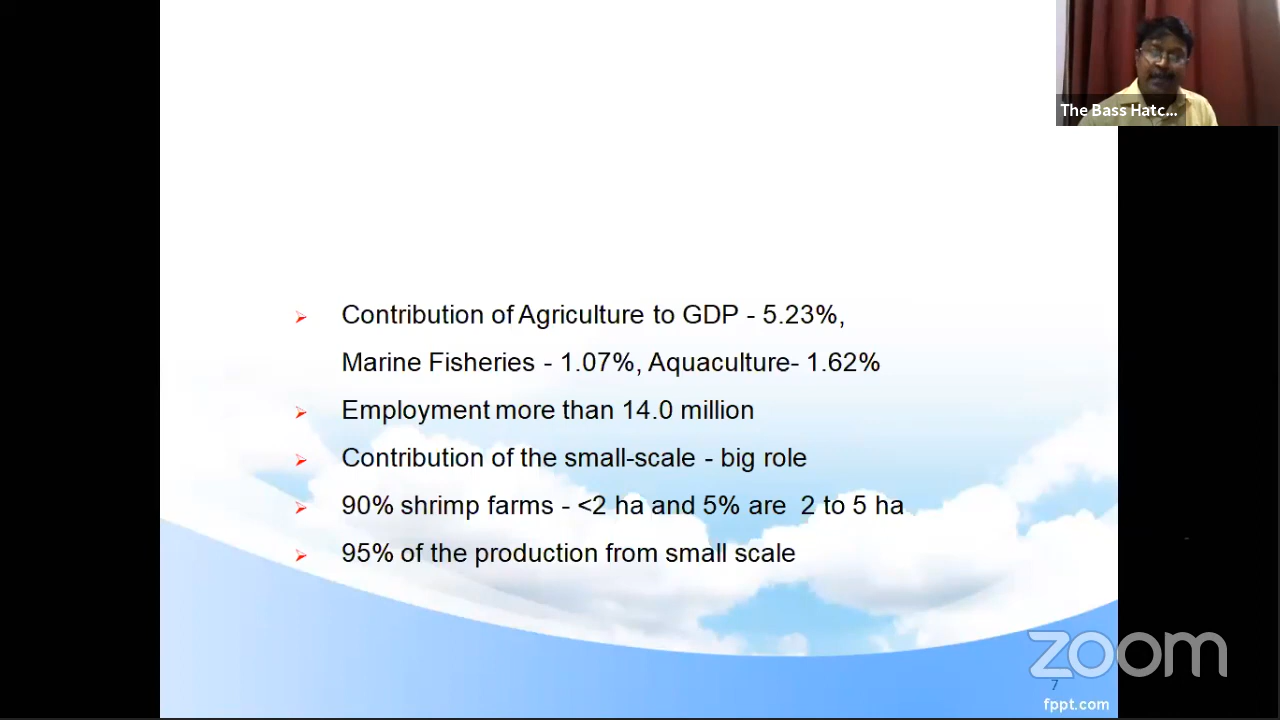 The Bass Hatc...
Contribution of Agriculture to GDP - 5.23%,
Marine Fisheries - 1.07%, Aquaculture- 1.62%
Employment more than 14.0 million
Contribution of the small-scale - big role
90% shrimp farms - <2 ha and 5% are  2 to 5 ha
95% of the production from small scale
zoom
7
fppt.com